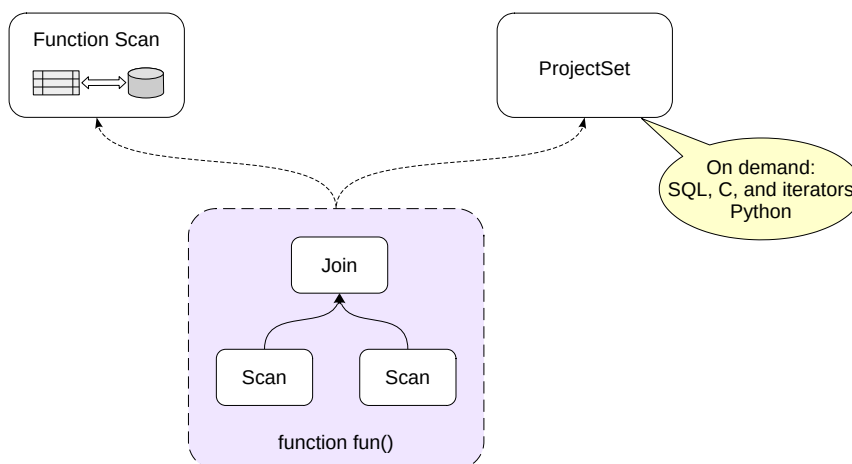 Function Scan
ProjectSet
On demand:
SQL, C, and iterators
Python
Join
Scan
Scan
function fun()